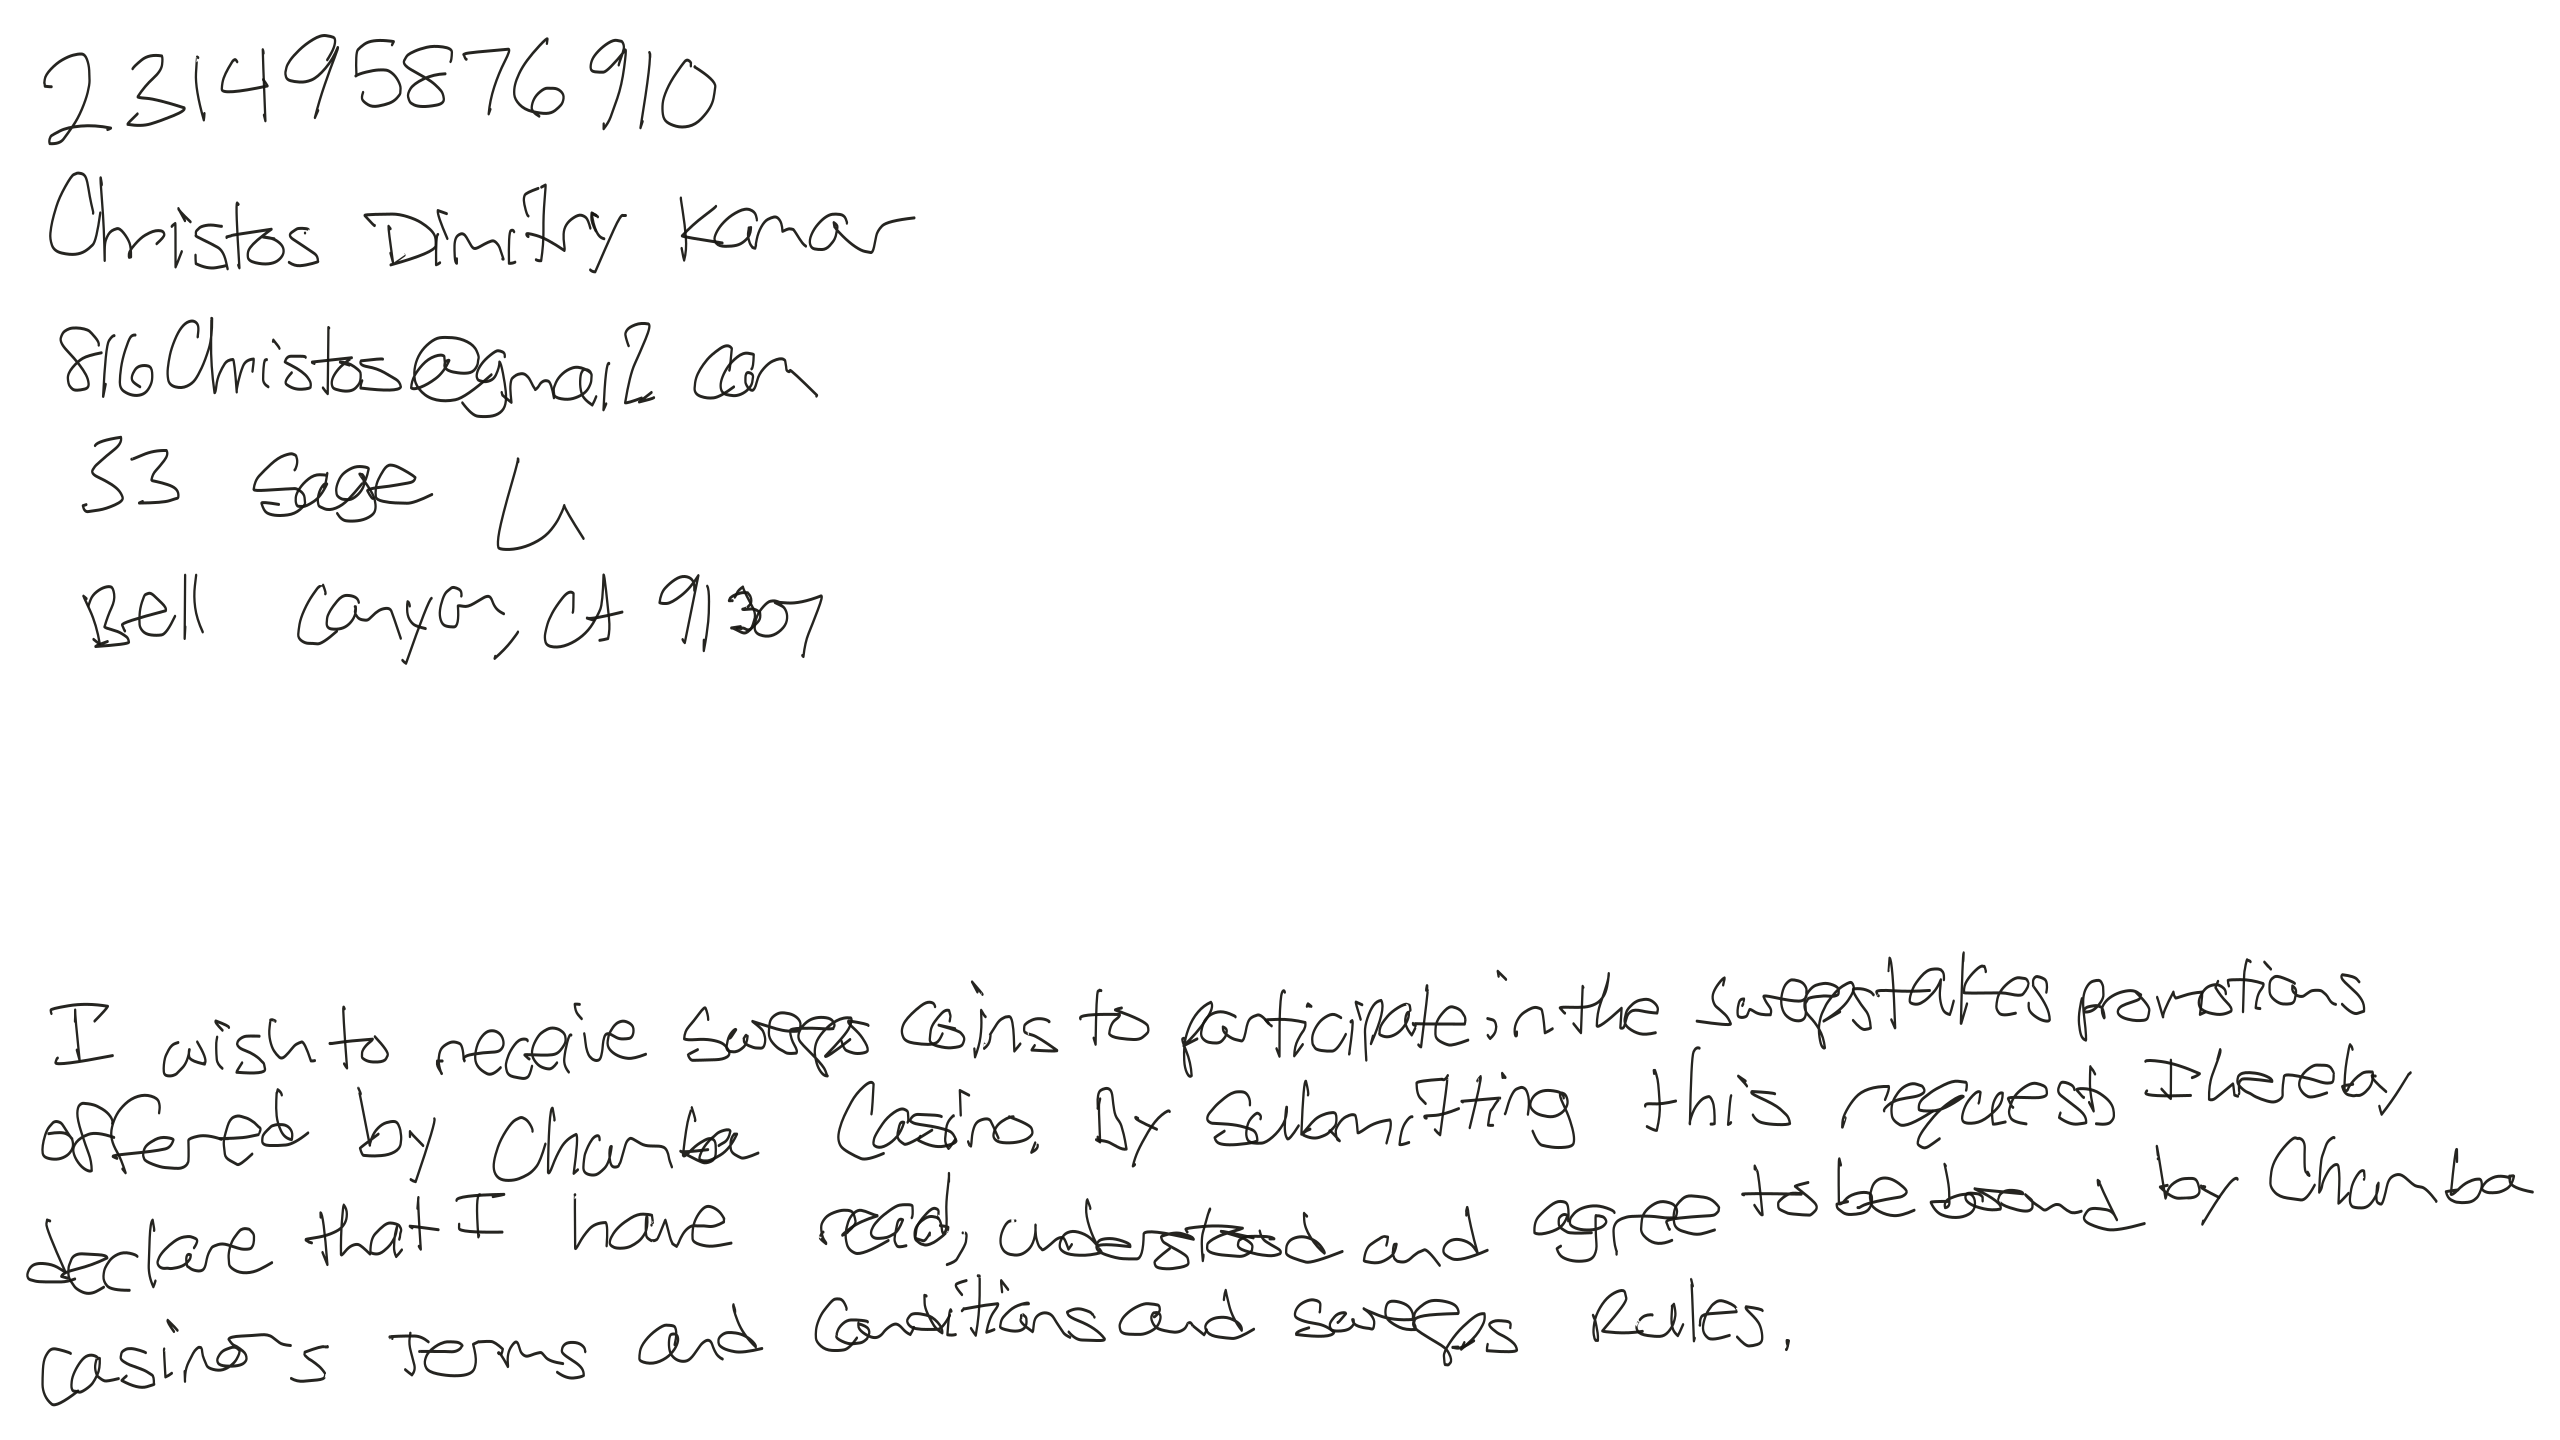 231495876910
Christos Dimitry Kamar
816Christos@gmail com
33 Sage Ln
Bell Canyon, CA 91307
I wish to receive sweeps coins to participate in the sweepstakes promotions
offered by Chumba Casino. By submitting this request I hereby
declare that I have read, understood and agree to be bound by Chumba
casino's Terms and Conditions and sweeps Rules.